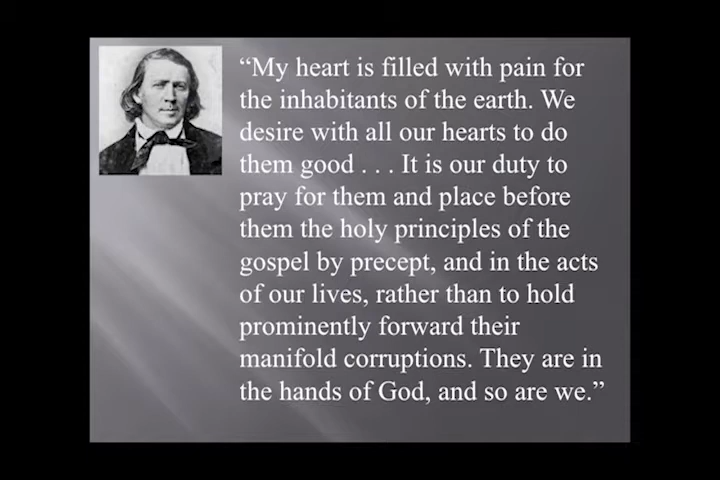 “My heart is filled with pain for
the inhabitants of the earth. We
desire with all our hearts to do
them good . . . It is our duty to
pray for them and place before
them the holy principles of the
gospel by precept, and in the acts
of our lives, rather than to hold
prominently forward their
manifold corruptions. They are in
the hands of God, and so are we.”